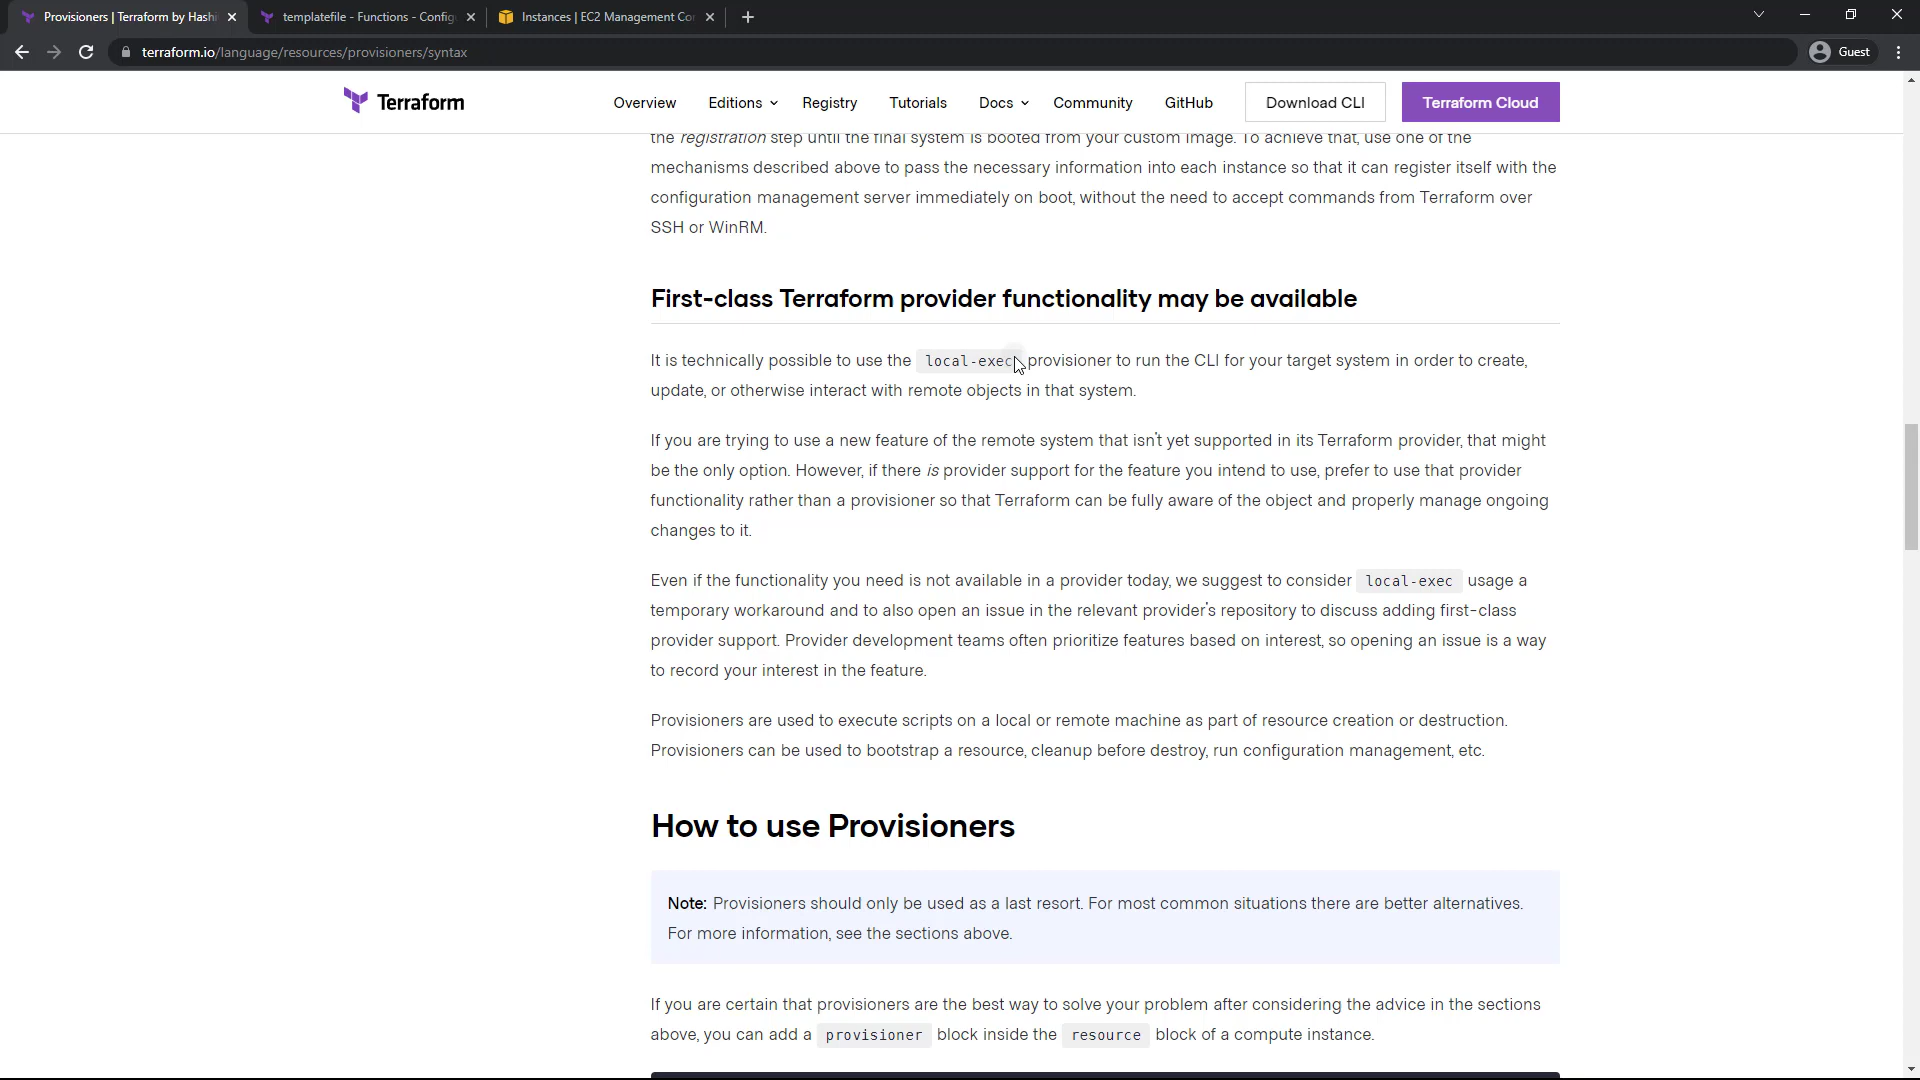 Provisioners | Terraform by Hashi
templatefile - Functions - Config
Instances | EC2 Management Con
terraform.io/language/resources/provisioners/syntax
Guest
Terraform
Overview
Editions
Registry
Tutorials
Docs
Community
GitHub
Download CLI
Terraform Cloud
the registration step until the final system is booted from your custom image. To achieve that, use one of the
mechanisms described above to pass the necessary information into each instance so that it can register itself with the
configuration management server immediately on boot, without the need to accept commands from Terraform over
SSH or WinRM.
First-class Terraform provider functionality may be available
It is technically possible to use the local-exec provisioner to run the CLI for your target system in order to create,
update, or otherwise interact with remote objects in that system.
If you are trying to use a new feature of the remote system that isn't yet supported in its Terraform provider, that might
be the only option. However, if there is provider support for the feature you intend to use, prefer to use that provider
functionality rather than a provisioner so that Terraform can be fully aware of the object and properly manage ongoing
changes to it.
Even if the functionality you need is not available in a provider today, we suggest to consider local-exec usage a
temporary workaround and to also open an issue in the relevant provider's repository to discuss adding first-class
provider support. Provider development teams often prioritize features based on interest, so opening an issue is a way
to record your interest in the feature.
Provisioners are used to execute scripts on a local or remote machine as part of resource creation or destruction.
Provisioners can be used to bootstrap a resource, cleanup before destroy, run configuration management, etc.
How to use Provisioners
Note: Provisioners should only be used as a last resort. For most common situations there are better alternatives.
For more information, see the sections above.
If you are certain that provisioners are the best way to solve your problem after considering the advice in the sections
above, you can add a provisioner block inside the resource block of a compute instance.